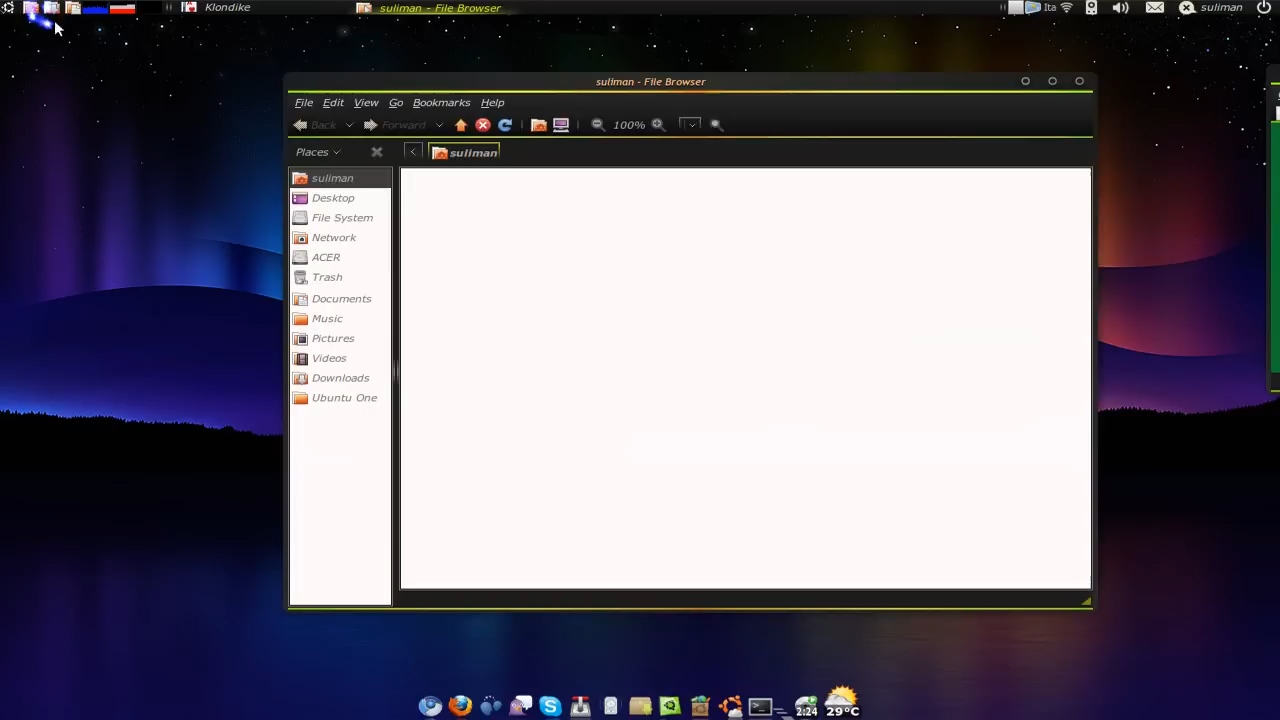 Klondike
suliman - File Browser
Ita
suliman
suliman - File Browser
File Edit View Go Bookmarks Help
Back Forward 100%
Places
suliman
suliman
Desktop
File System
Network
ACER
Trash
Documents
Music
Pictures
Videos
Downloads
Ubuntu One
2:24
29°C